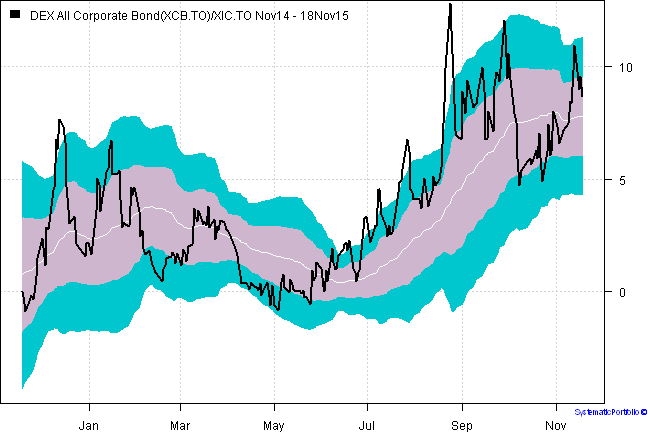 DEX All Corporate Bond(XCB.TO)/XIC.TO Nov14 - 18Nov15
10
5
0
Jan Mar May Jul Sep Nov
SystematicPortfolio ©